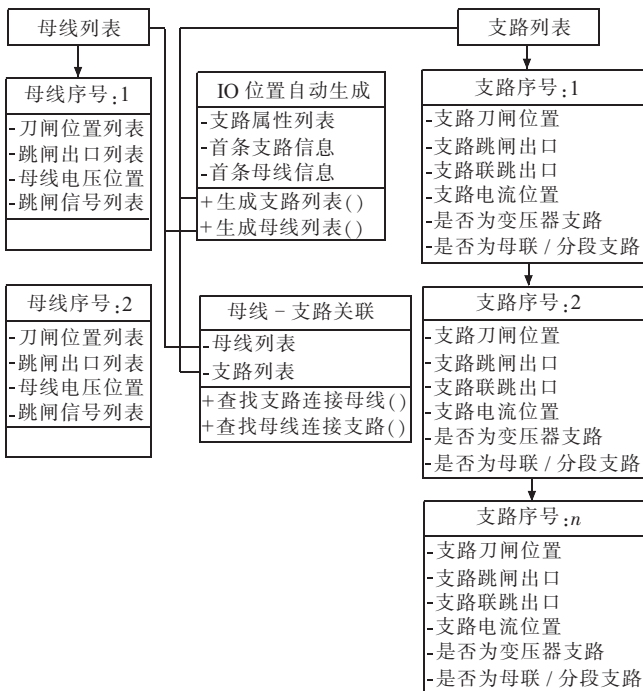 母线列表
母线序号:1
-刀闸位置列表
-跳闸出口列表
-母线电压位置
-跳闸信号列表
母线序号:2
-刀闸位置列表
-跳闸出口列表
-母线电压位置
-跳闸信号列表
IO 位置自动生成
-支路属性列表
-首条支路信息
-首条母线信息
+生成支路列表()
+生成母线列表()
母线-支路关联
-母线列表
-支路列表
+查找支路连接母线()
+查找母线连接支路()
支路列表
支路序号:1
-支路刀闸位置
-支路跳闸出口
-支路联跳出口
-支路电流位置
-是否为变压器支路
-是否为母联/分段支路
支路序号:2
-支路刀闸位置
-支路跳闸出口
-支路联跳出口
-支路电流位置
-是否为变压器支路
-是否为母联/分段支路
支路序号:n
-支路刀闸位置
-支路跳闸出口
-支路联跳出口
-支路电流位置
-是否为变压器支路
-是否为母联/分段支路